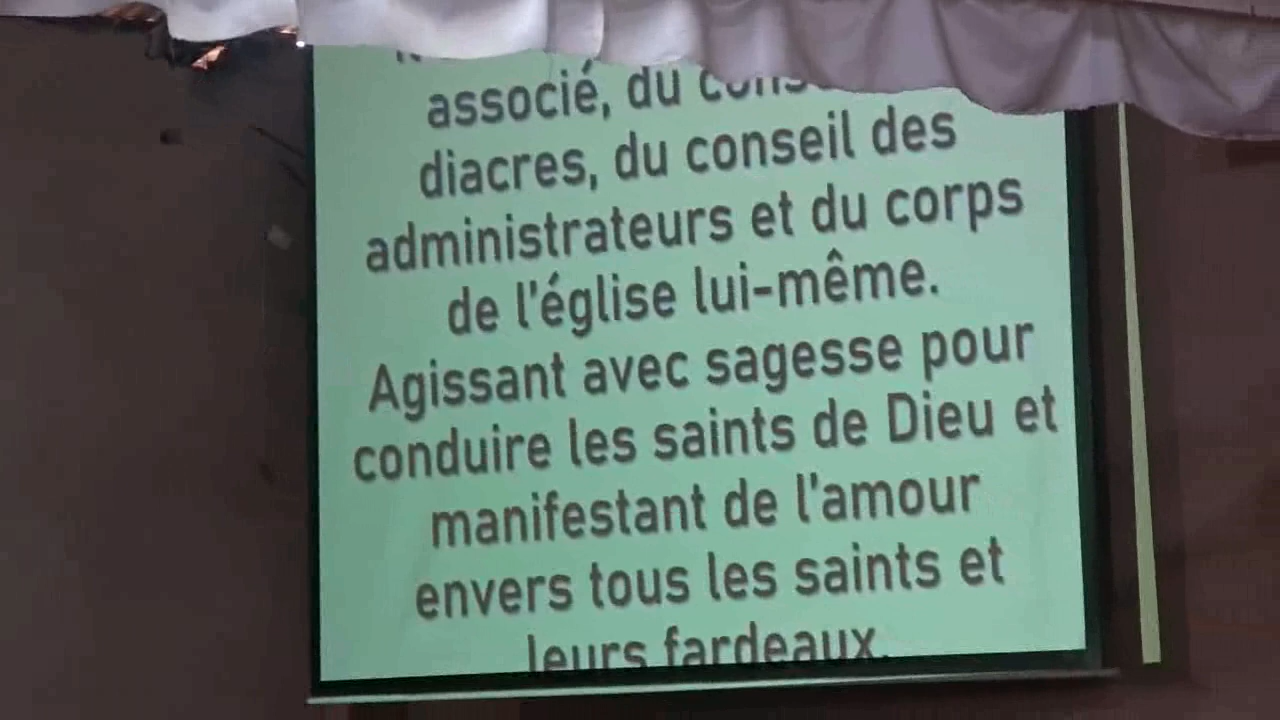 associé, du
diacres, du conseil des
administrateurs et du corps
de l'église lui-même.
Agissant avec sagesse pour
conduire les saints de Dieu et
manifestant de l'amour
envers tous les saints et
leurs fardeaux.